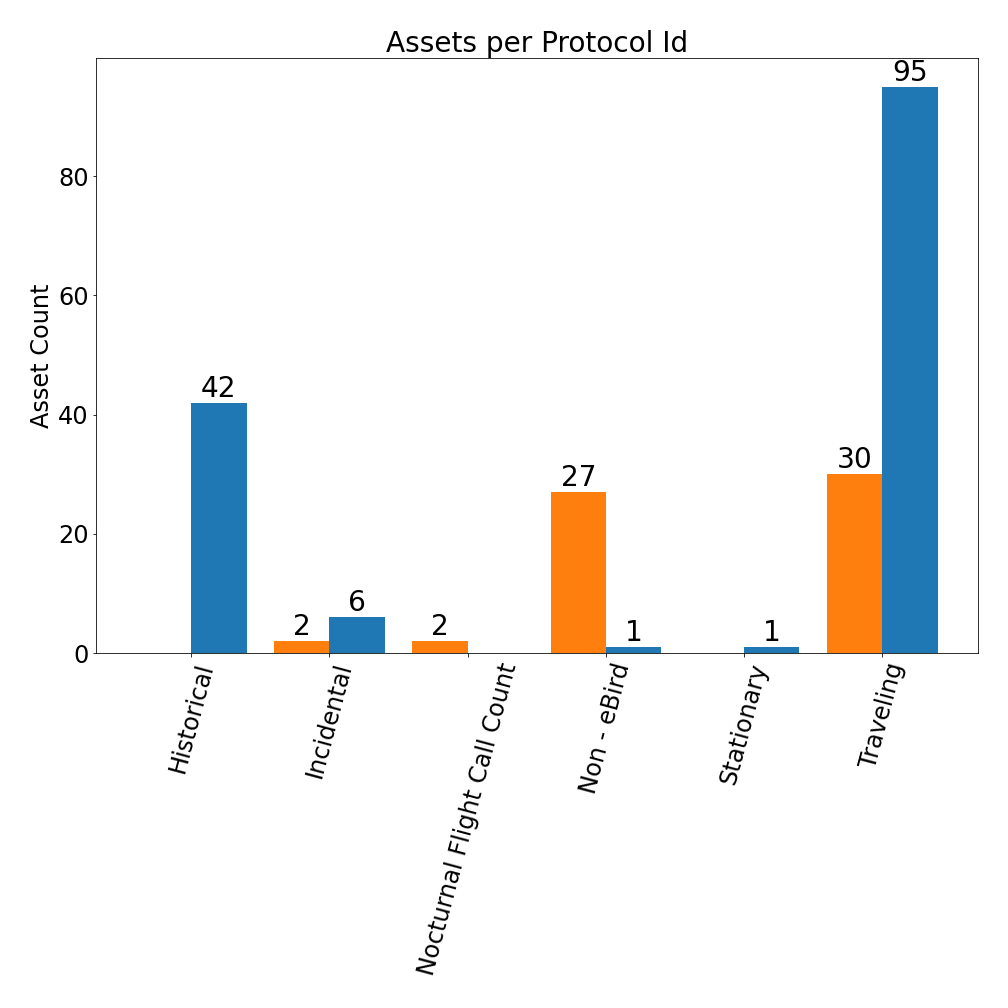 Assets per Protocol Id
Asset Count
80
60
40
20
0
42
2
6
2
27
1
1
30
95
Historical
Incidental
Nocturnal Flight Call Count
Non - eBird
Stationary
Traveling